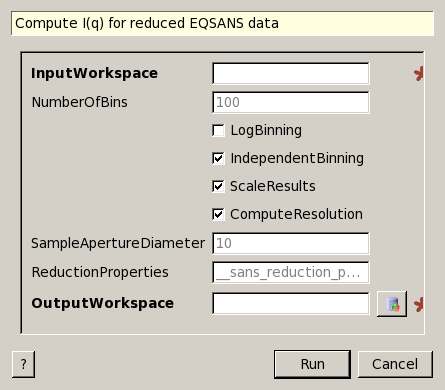 Compute I(q) for reduced EQSANS data
InputWorkspace
NumberOfBins 100
LogBinning
IndependentBinning
ScaleResults
ComputeResolution
SampleApertureDiameter 10
ReductionProperties __sans_reduction_p...
OutputWorkspace
? Run Cancel